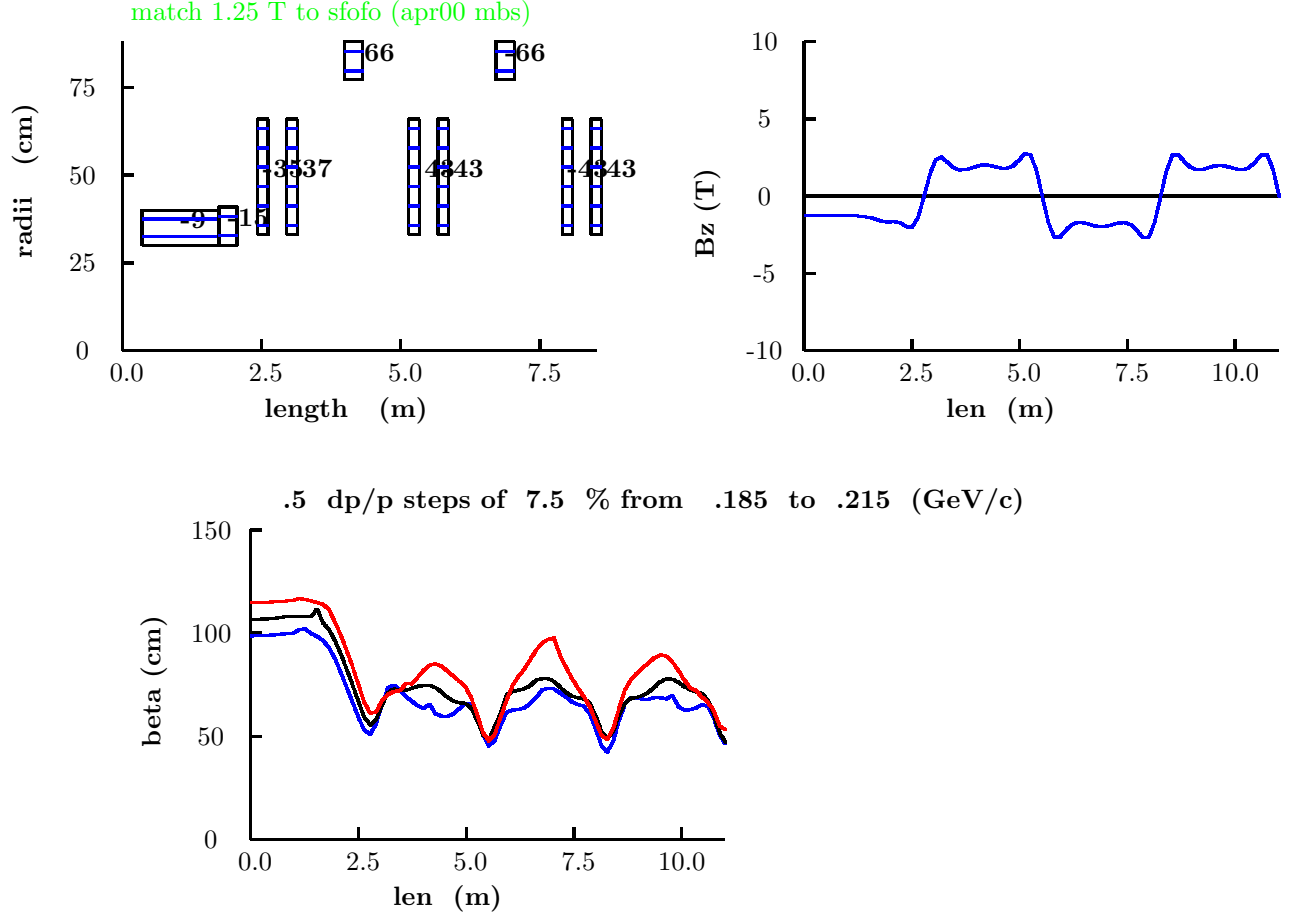 match 1.25 T to sfofo (apr00 mbs)
66
-66
-3537
4343
-4343
-9
-15
75
50
25
0
radii (cm)
0.0 2.5 5.0 7.5
length (m)
10
5
0
-5
-10
Bz (T)
0.0 2.5 5.0 7.5 10.0
len (m)
.5 dp/p steps of 7.5 % from .185 to .215 (GeV/c)
150
100
50
0
beta (cm)
0.0 2.5 5.0 7.5 10.0
len (m)